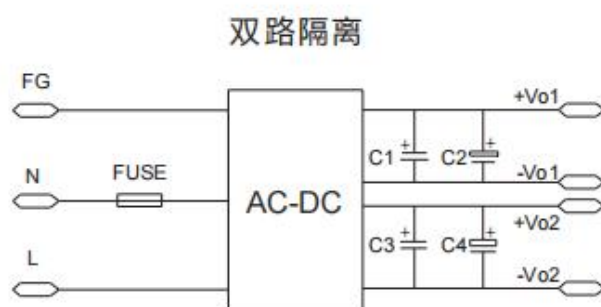 双路隔离
FG
+Vo1
C1 + C2 +
N FUSE
-Vo1
AC-DC
+Vo2
C3 + C4 +
L
-Vo2